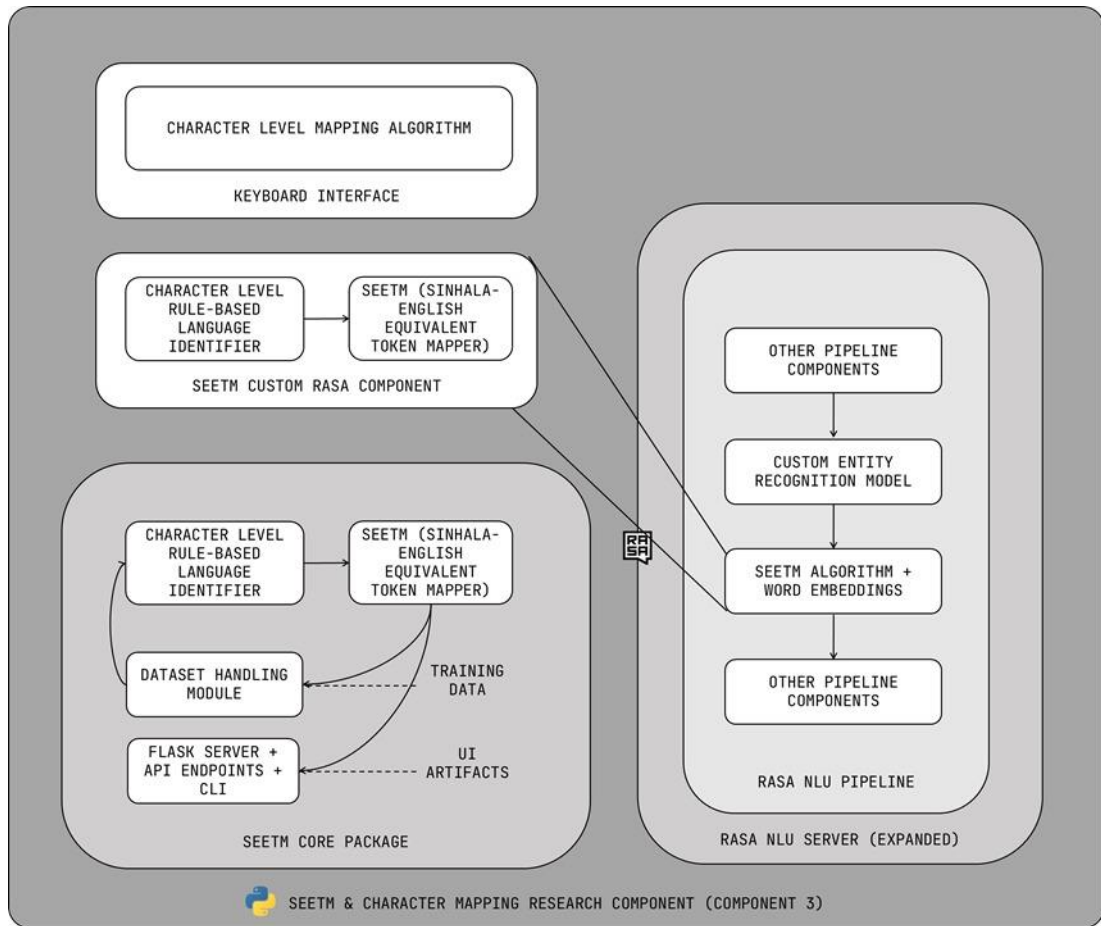 CHARACTER LEVEL MAPPING ALGORITHM
KEYBOARD INTERFACE
CHARACTER LEVEL
RULE-BASED
LANGUAGE
IDENTIFIER
SEETM (SINHALA-
ENGLISH
EQUIVALENT
TOKEN MAPPER)
SEETM CUSTOM RASA COMPONENT
CHARACTER LEVEL
RULE-BASED
LANGUAGE
IDENTIFIER
SEETM (SINHALA-
ENGLISH
EQUIVALENT
TOKEN MAPPER)
DATASET HANDLING
MODULE
TRAINING
DATA
FLASK SERVER +
API ENDPOINTS +
CLI
UI
ARTIFACTS
SEETM CORE PACKAGE
RA
SA
OTHER PIPELINE
COMPONENTS
CUSTOM ENTITY
RECOGNITION MODEL
SEETM ALGORITHM +
WORD EMBEDDINGS
OTHER PIPELINE
COMPONENTS
RASA NLU PIPELINE
RASA NLU SERVER (EXPANDED)
SEETM & CHARACTER MAPPING RESEARCH COMPONENT (COMPONENT 3)